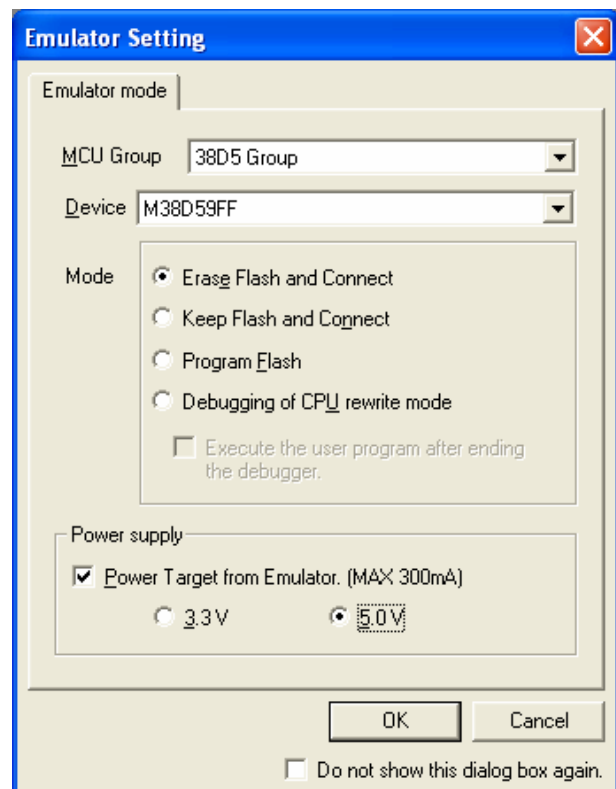 Emulator Setting
Emulator mode
MCU Group 38D5 Group
Device M38D59FF
Mode
Erase Flash and Connect
Keep Flash and Connect
Program Flash
Debugging of CPU rewrite mode
Execute the user program after ending
the debugger.
Power supply
Power Target from Emulator. (MAX 300mA)
3.3 V 5.0 V
OK Cancel
Do not show this dialog box again.